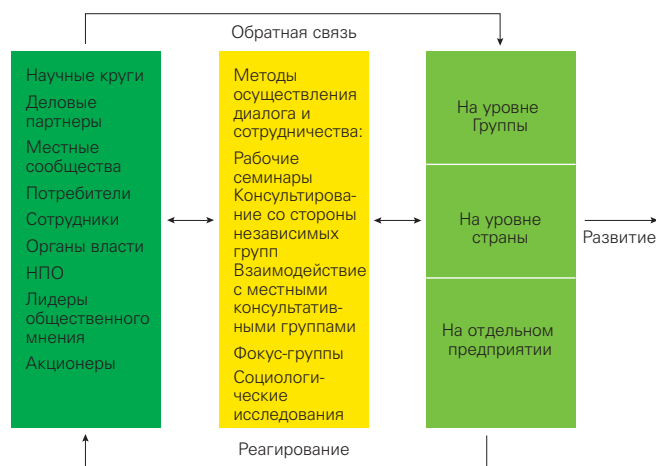 Обратная связь
Научные круги
Деловые
партнеры
Местные
сообщества
Потребители
Сотрудники
Органы власти
НПО
Лидеры
общественного
мнения
Акционеры
Методы
осуществления
диалога и
сотрудничества:
Рабочие
семинары
Консультирова-
ние со стороны
независимых
групп
Взаимодействие
с местными
консультатив-
ными группами
Фокус-группы
Социологи-
ческие
исследования
На уровне
Группы
На уровне
страны
На отдельном
предприятии
Развитие
Реагирование